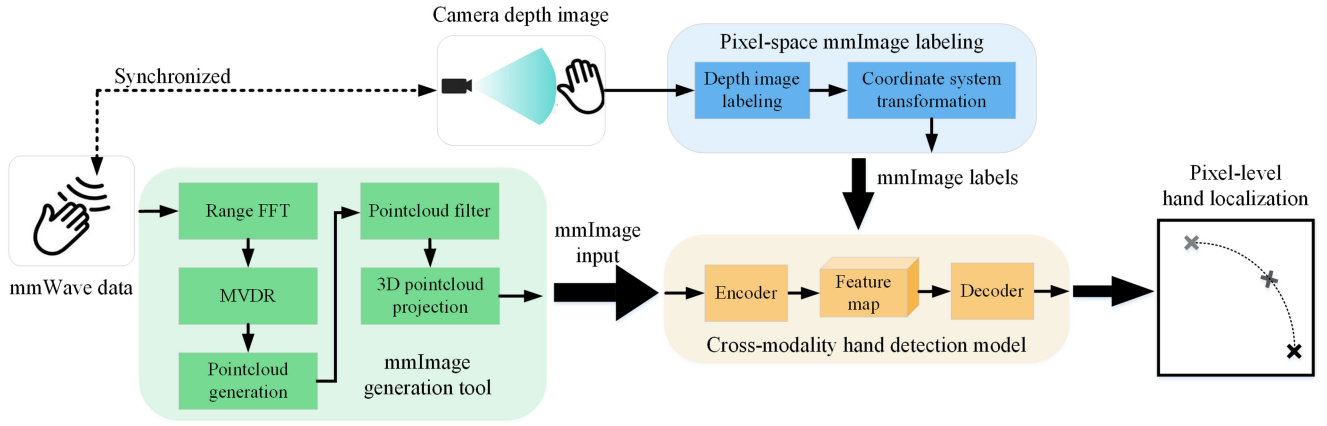 Camera depth image
Synchronized
Pixel-space mmImage labeling
Depth image
labeling
Coordinate system
transformation
mmImage labels
mmWave data
Range FFT
MVDR
Pointcloud
generation
Pointcloud filter
3D pointcloud
projection
mmImage
generation tool
mmImage
input
Encoder
Feature
map
Decoder
Cross-modality hand detection model
Pixel-level
hand localization